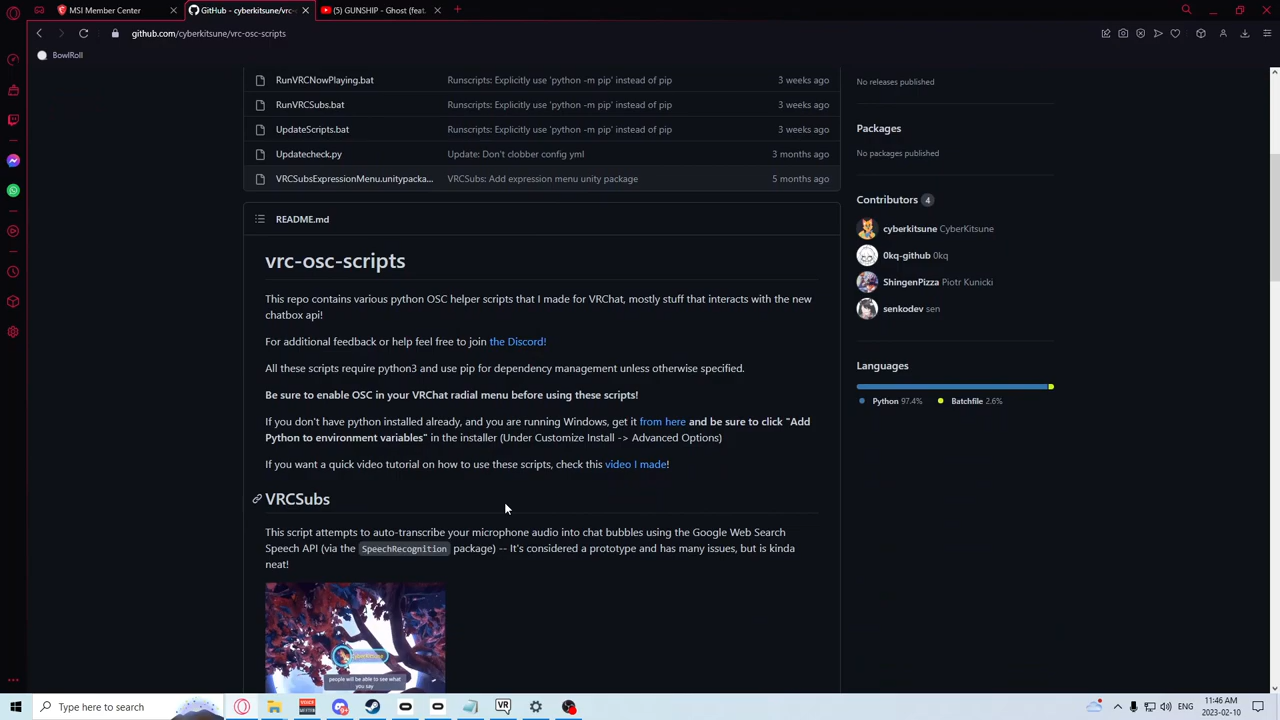 MSI Member Center
GitHub - cyberkitsune/vrc-
(5) GUNSHIP - Ghost (feat.
github.com/cyberkitsune/vrc-osc-scripts
BowlRoll
RunVRCNowPlaying.bat
Runscripts: Explicitly use 'python -m pip' instead of pip
3 weeks ago
RunVRCSubs.bat
Runscripts: Explicitly use 'python -m pip' instead of pip
3 weeks ago
UpdateScripts.bat
Runscripts: Explicitly use 'python -m pip' instead of pip
3 weeks ago
Updatecheck.py
Update: Don't clobber config yml
3 months ago
VRCSubsExpressionMenu.unitypacka...
VRCSubs: Add expression menu unity package
5 months ago
README.md
vrc-osc-scripts
This repo contains various python OSC helper scripts that I made for VRChat, mostly stuff that interacts with the new
chatbox api!
For additional feedback or help feel free to join the Discord!
All these scripts require python3 and use pip for dependency management unless otherwise specified.
Be sure to enable OSC in your VRChat radial menu before using these scripts!
If you don't have python installed already, and you are running Windows, get it from here and be sure to click "Add
Python to environment variables" in the installer (Under Customize Install -> Advanced Options)
If you want a quick video tutorial on how to use these scripts, check this video I made!
VRCSubs
This script attempts to auto-transcribe your microphone audio into chat bubbles using the Google Web Search
Speech API (via the SpeechRecognition package) -- It's considered a prototype and has many issues, but is kinda
neat!
people will be able to see what
you say
No releases published
Packages
No packages published
Contributors 4
cyberkitsune CyberKitsune
0kq-github 0kq
ShingenPizza Piotr Kunicki
senkodev sen
Languages
Python 97.4%
Batchfile 2.6%
Type here to search
VR
ENG
11:46 AM
2023-02-10